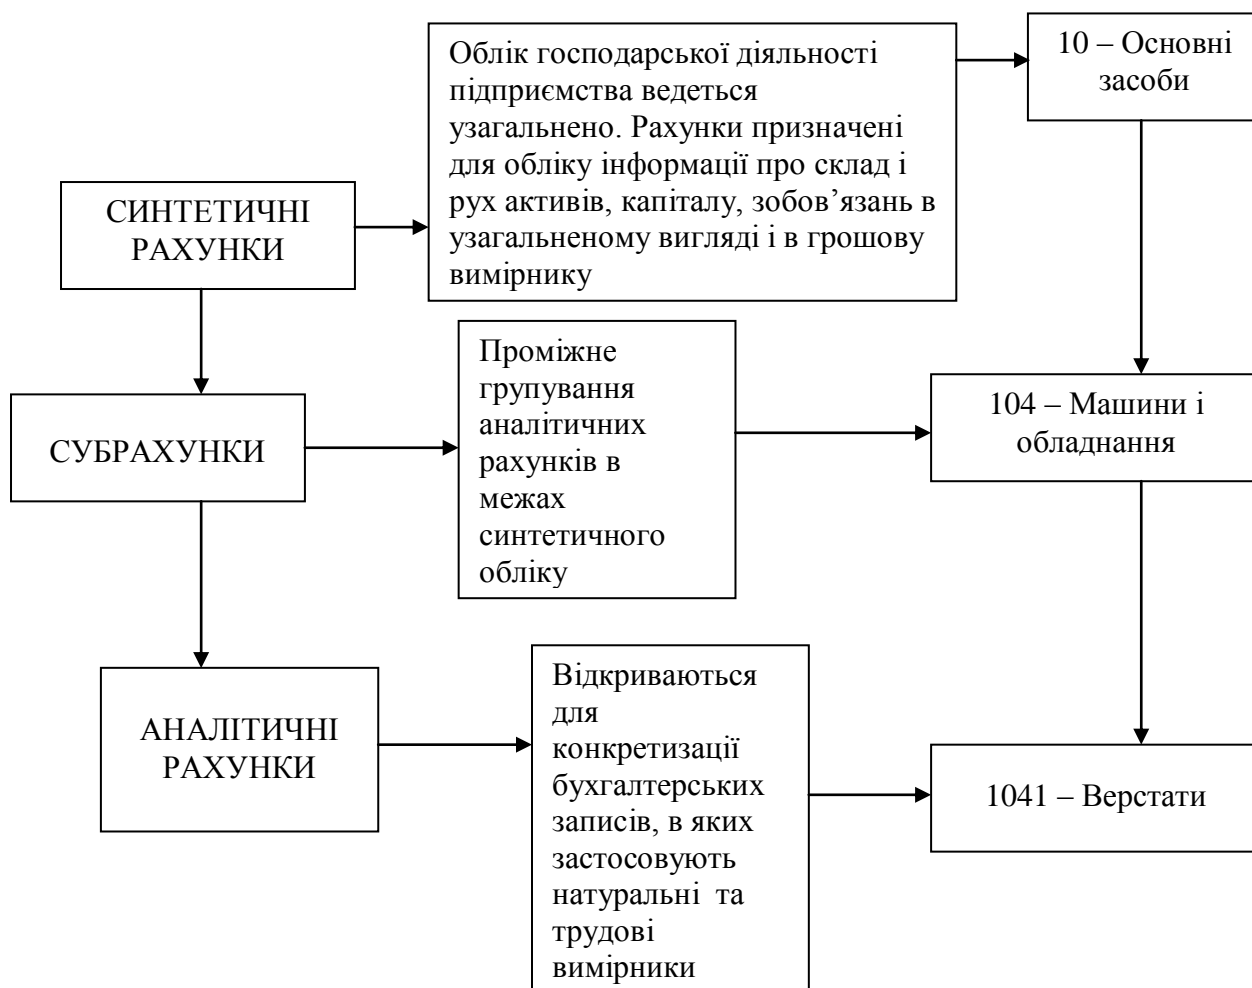 СИНТЕТИЧНІ
РАХУНКИ
Облік господарської діяльності
підприємства ведеться
узагальнено. Рахунки призначені
для обліку інформації про склад і
рух активів, капіталу, зобов’язань в
узагальненому вигляді і в грошову
вимірнику
10 – Основні
засоби
СУБРАХУНКИ
Проміжне
групування
аналітичних
рахунків в
межах
синтетичного
обліку
104 – Машини і
обладнання
АНАЛІТИЧНІ
РАХУНКИ
Відкриваються
для
конкретизації
бухгалтерських
записів, в яких
застосовують
натуральні та
трудові
вимірники
1041 – Верстати